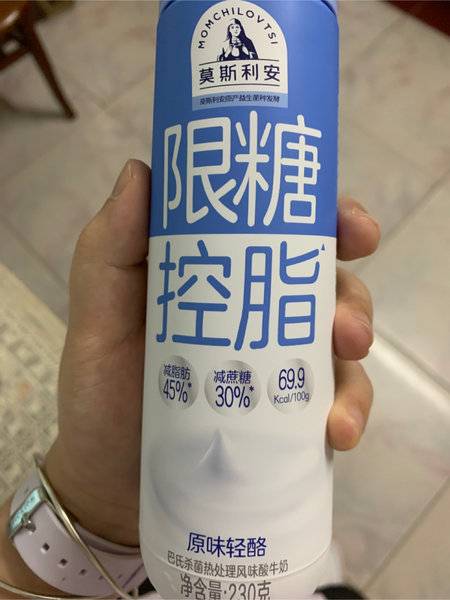 MOMCHILOVTSI
莫斯利安
莫斯利安原产益生菌种发酵
限糖
控脂
减脂肪
45%*
减蔗糖
30%*
69.9
Kcal/100g
原味轻酪
巴氏杀菌热处理风味酸牛奶
净含量:230克